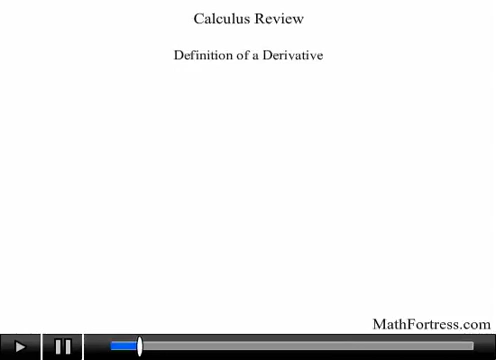 Calculus Review
Definition of a Derivative
MathFortress.com